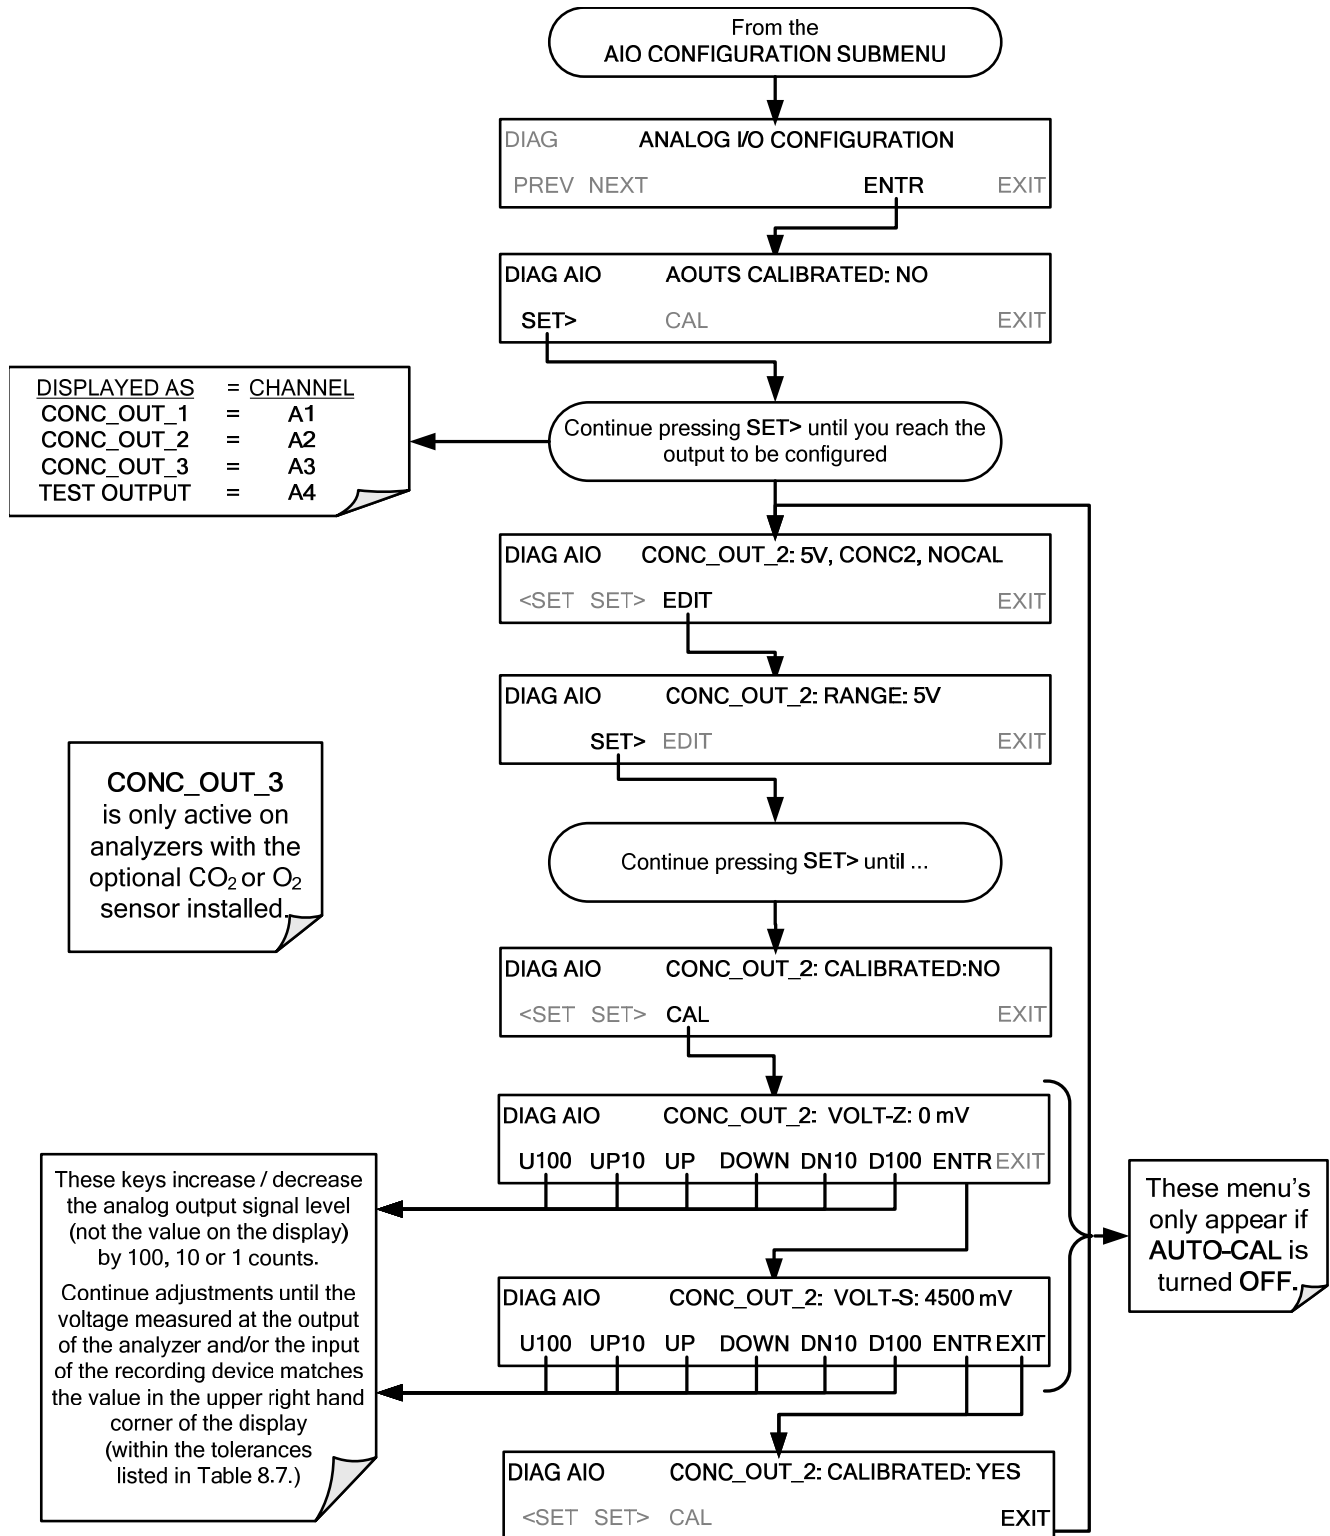 From the
AIO CONFIGURATION SUBMENU
DIAG ANALOG I/O CONFIGURATION
PREV NEXT ENTR EXIT
DIAG AIO AOUTS CALIBRATED: NO
SET> CAL EXIT
DISPLAYED AS = CHANNEL
CONC_OUT_1 = A1
CONC_OUT_2 = A2
CONC_OUT_3 = A3
TEST OUTPUT = A4
Continue pressing SET> until you reach the
output to be configured
DIAG AIO CONC_OUT_2: 5V, CONC2, NOCAL
<SET SET> EDIT EXIT
DIAG AIO CONC_OUT_2: RANGE: 5V
SET> EDIT EXIT
CONC_OUT_3
is only active on
analyzers with the
optional CO₂ or O₂
sensor installed.
Continue pressing SET> until ...
DIAG AIO CONC_OUT_2: CALIBRATED:NO
<SET SET> CAL EXIT
DIAG AIO CONC_OUT_2: VOLT-Z: 0 mV
U100 UP10 UP DOWN DN10 D100 ENTR EXIT
These keys increase / decrease
the analog output signal level
(not the value on the display)
by 100, 10 or 1 counts.
Continue adjustments until the
voltage measured at the output
of the analyzer and/or the input
of the recording device matches
the value in the upper right hand
corner of the display
(within the tolerances
listed in Table 8.7.)
These menu's
only appear if
AUTO-CAL is
turned OFF.
DIAG AIO CONC_OUT_2: VOLT-S: 4500 mV
U100 UP10 UP DOWN DN10 D100 ENTR EXIT
DIAG AIO CONC_OUT_2: CALIBRATED: YES
<SET SET> CAL EXIT